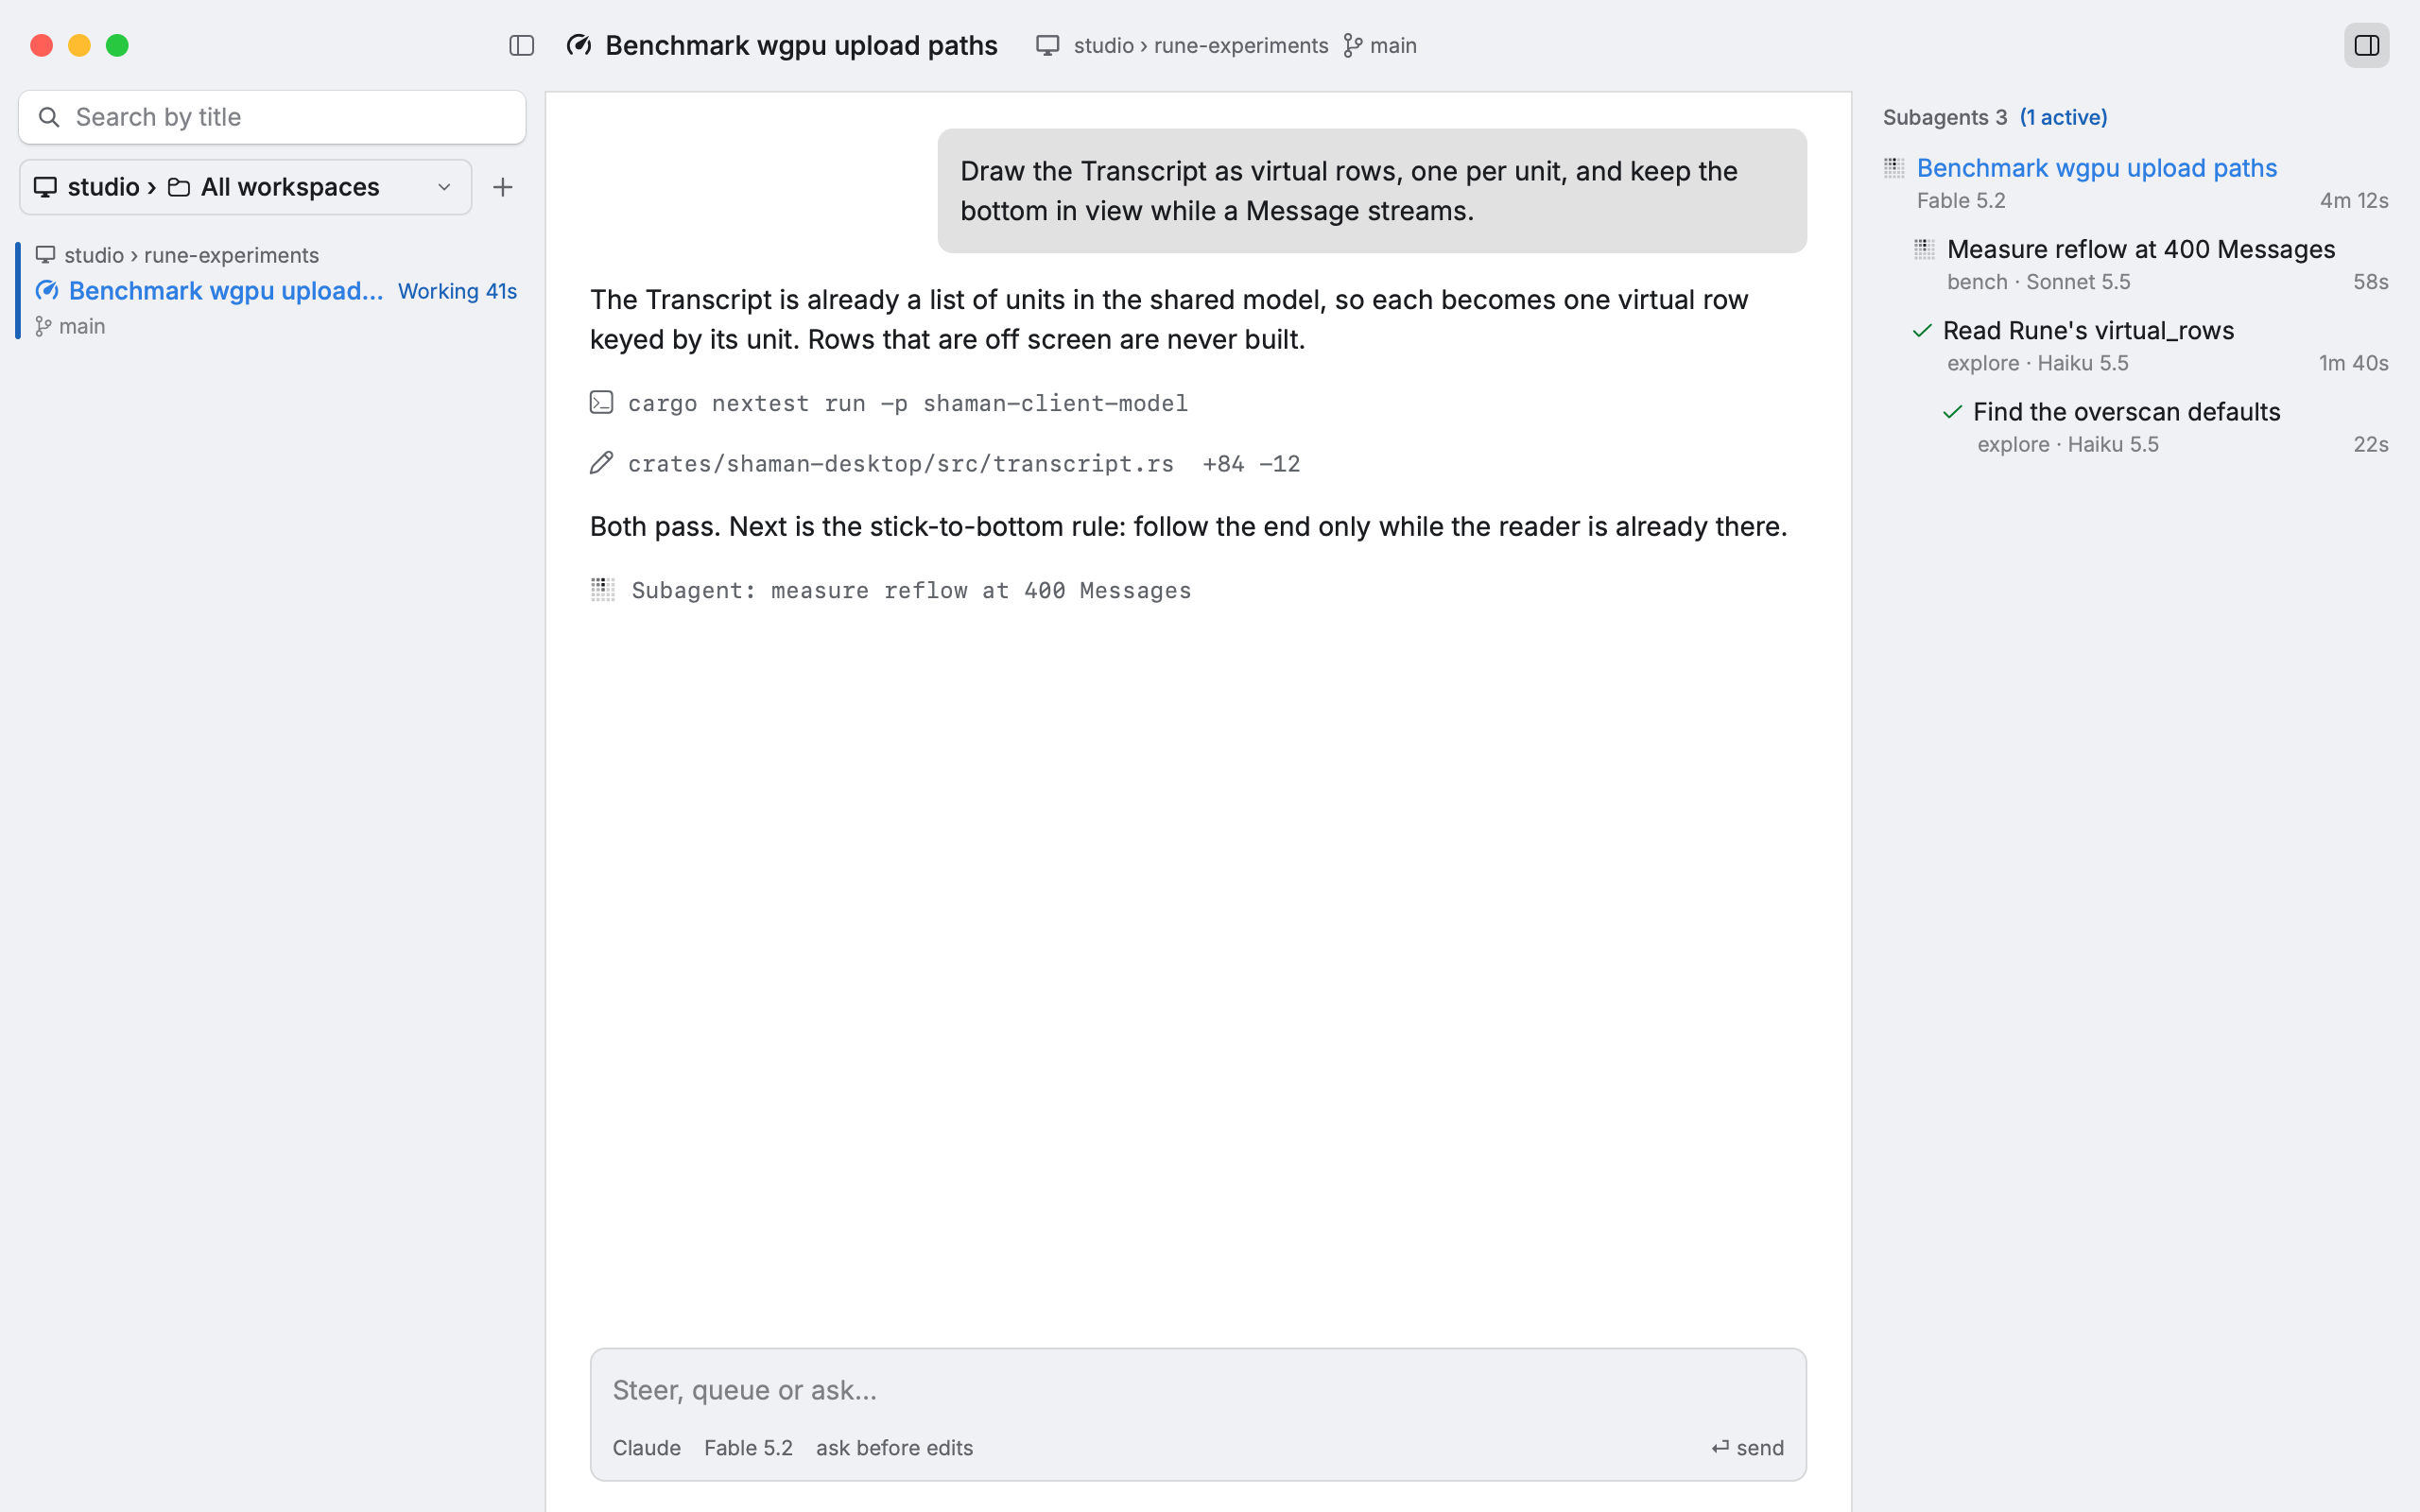 Benchmark wgpu upload paths
studio › rune-experiments
main
Search by title
studio › All workspaces
studio › rune-experiments
Benchmark wgpu upload... Working 41s
main
Draw the Transcript as virtual rows, one per unit, and keep the
bottom in view while a Message streams.
The Transcript is already a list of units in the shared model, so each becomes one virtual row
keyed by its unit. Rows that are off screen are never built.
cargo nextest run -p shaman-client-model
crates/shaman-desktop/src/transcript.rs +84 -12
Both pass. Next is the stick-to-bottom rule: follow the end only while the reader is already there.
Subagent: measure reflow at 400 Messages
Steer, queue or ask...
Claude Fable 5.2 ask before edits
send
Subagents 3 (1 active)
Benchmark wgpu upload paths
Fable 5.2 4m 12s
Measure reflow at 400 Messages
bench · Sonnet 5.5 58s
Read Rune's virtual_rows
explore · Haiku 5.5 1m 40s
Find the overscan defaults
explore · Haiku 5.5 22s